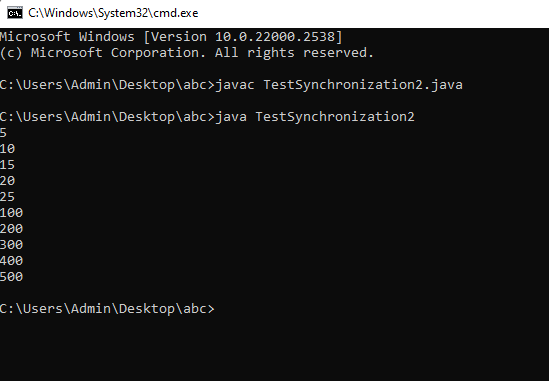 C:\Windows\System32\cmd.exe
Microsoft Windows [Version 10.0.22000.2538]
(c) Microsoft Corporation. All rights reserved.
C:\Users\Admin\Desktop\abc>javac TestSynchronization2.java
C:\Users\Admin\Desktop\abc>java TestSynchronization2
5
10
15
20
25
100
200
300
400
500
C:\Users\Admin\Desktop\abc>